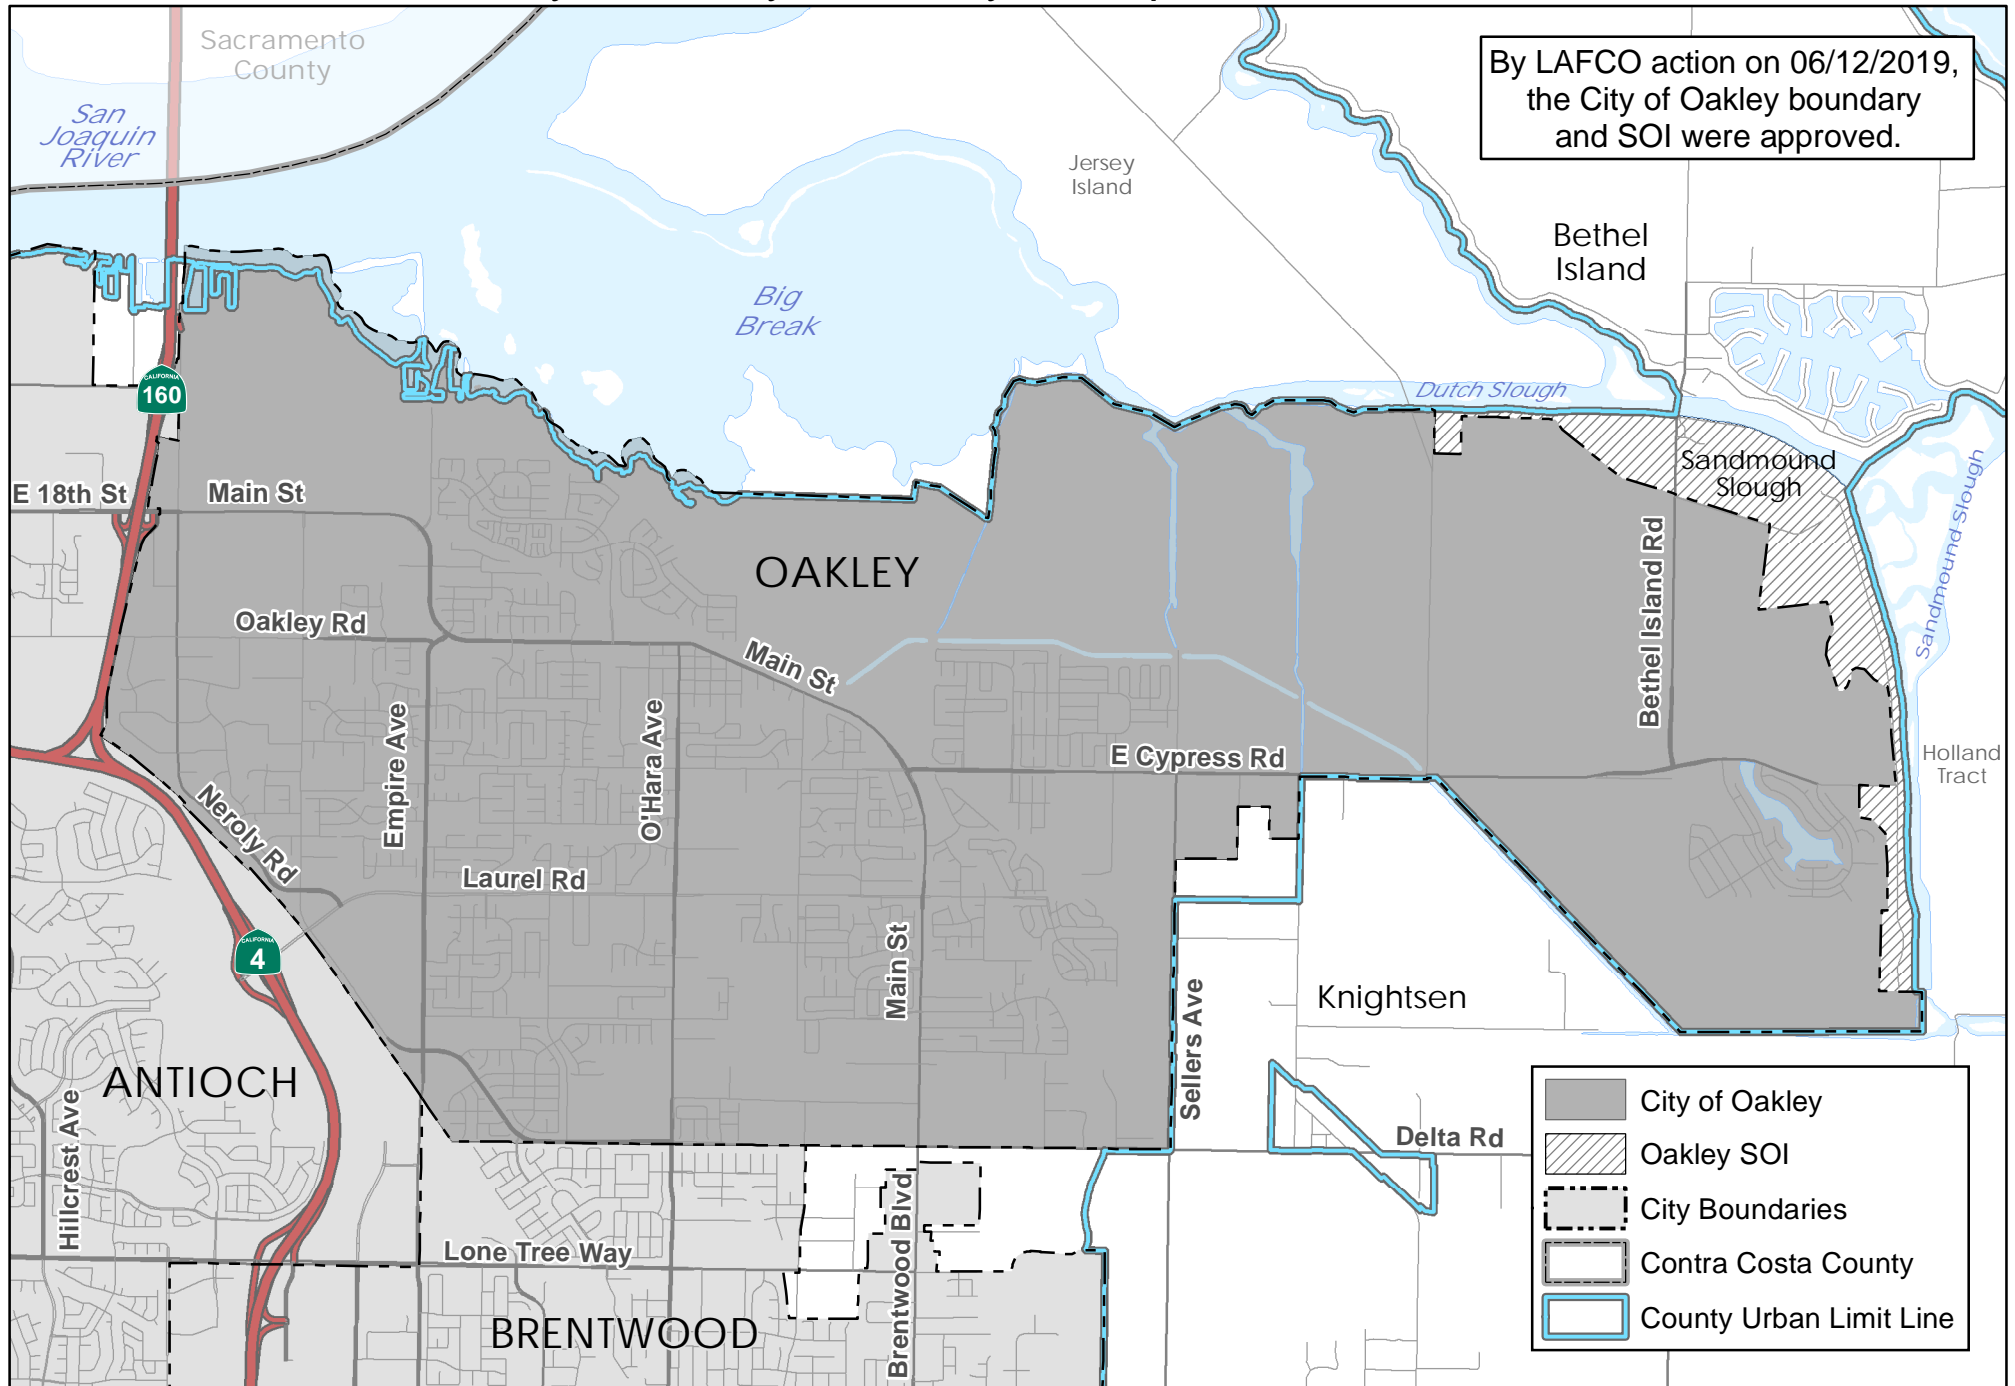 Sacramento
County
By LAFCO action on 06/12/2019,
the City of Oakley boundary
and SOI were approved.
San
Joaquin
River
Jersey
Island
Bethel
Island
Big
Break
CALIFORNIA
160
Dutch Slough
Sandmound
Slough
E 18th St
Main St
OAKLEY
Sandmound Slough
Bethel Island Rd
Oakley Rd
Main St
Empire Ave
O'Hara Ave
E Cypress Rd
Holland
Tract
Neroly Rd
Laurel Rd
CALIFORNIA
4
Main St
Knightsen
Sellers Ave
ANTIOCH
Hillcrest Ave
Delta Rd
Brentwood Blvd
Lone Tree Way
BRENTWOOD
City of Oakley
Oakley SOI
City Boundaries
Contra Costa County
County Urban Limit Line